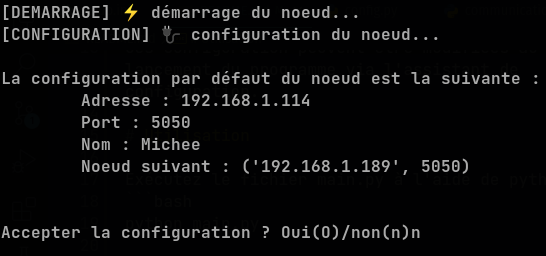 [DEMARRAGE] ⚡ démarrage du noeud...
[CONFIGURATION] 🔌 configuration du noeud...
La configuration par défaut du noeud est la suivante :
Adresse : 192.168.1.114
Port : 5050
Nom : Michee
Noeud suivant : ('192.168.1.189', 5050)
Accepter la configuration ? Oui(O)/non(n)n